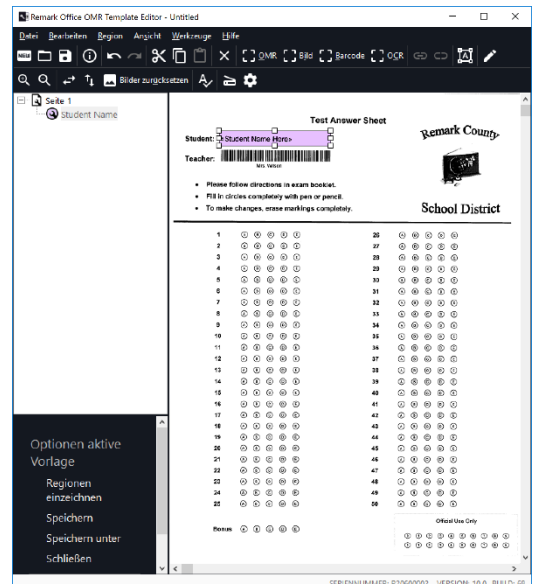 Remark Office OMR Template Editor - Untitled
Datei Bearbeiten Region Ansicht Werkzeuge Hilfe
NEU OMR Bild Barcode OCR
Bilder zurücksetzen
Seite 1
Student Name
Test Answer Sheet
Student: <Student Name Here>
Remark County
School District
Teacher:
Mrs. Nelson
• Please follow directions in exam booklet.
• Fill in circles completely with pen or pencil.
• To make changes, erase markings completely.
1 26
2 27
3 28
4 29
5 30
6 31
7 32
8 33
9 34
10 35
11 36
12 37
13 38
14 39
15 40
16 41
17 42
18 43
19 44
20 45
21 46
22 47
23 48
24 49
25 50
Bonus
Official Use Only
Optionen aktive
Vorlage
Regionen
einzeichnen
Speichern
Speichern unter
Schließen